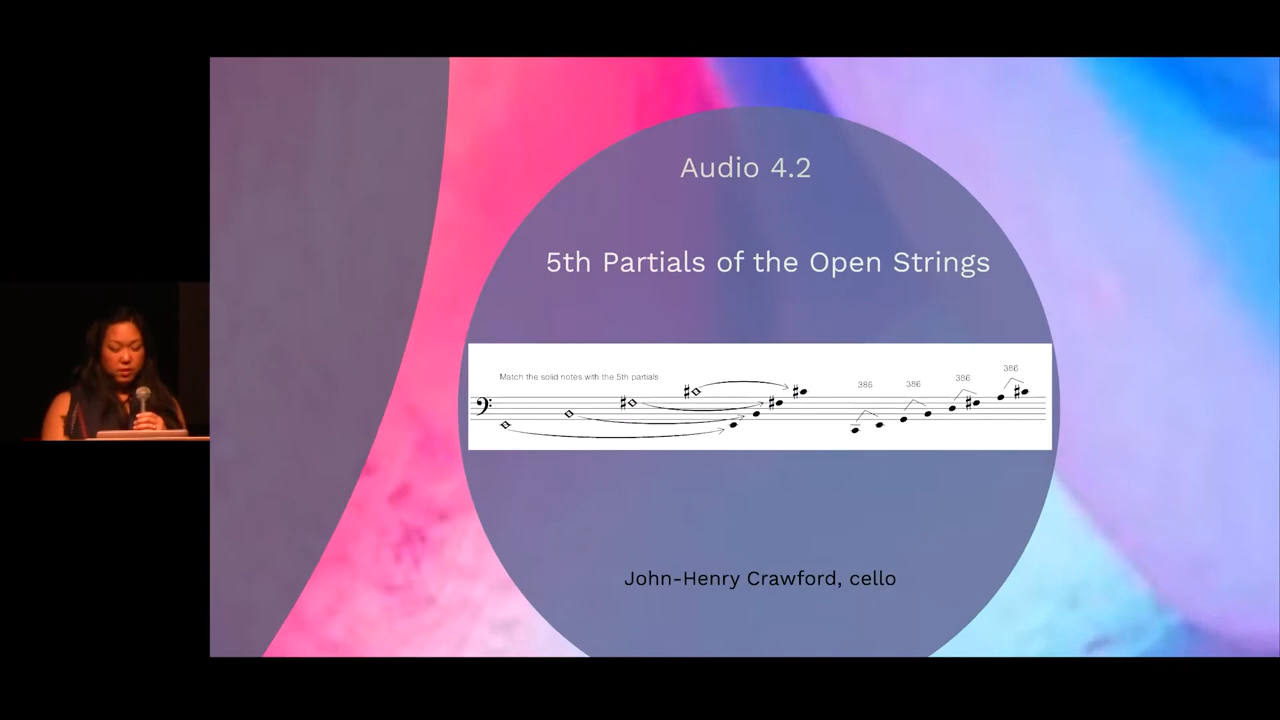 Audio 4.2
5th Partials of the Open Strings
Match the solid notes with the 5th partials
386 386 386 386
John-Henry Crawford, cello